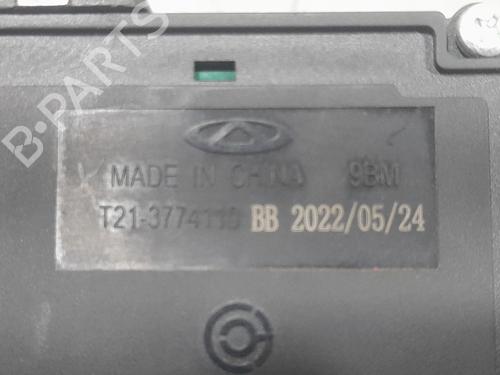 B-PARTS
MADE IN CHINA 9BM
T21-3774110 BB 2022/05/24